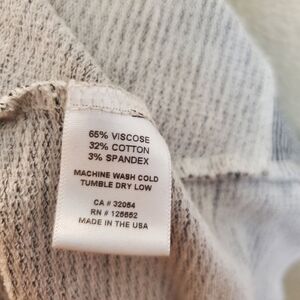 65% VISCOSE
32% COTTON
3% SPANDEX
MACHINE WASH COLD
TUMBLE DRY LOW
CA # 32054
RN # 125652
MADE IN THE USA